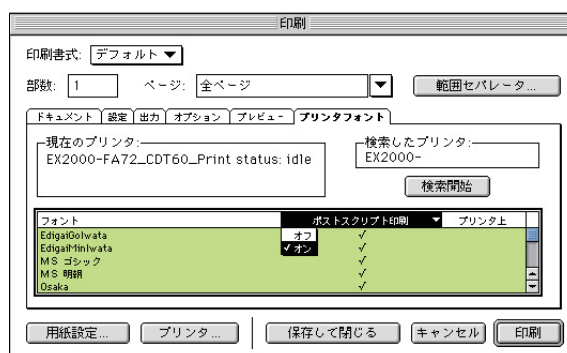 印刷
印刷書式: デフォルト
部数: 1 ページ: 全ページ 範囲セパレータ...
ドキュメント 設定 出力 オプション プレビュー プリンタフォント
現在のプリンタ: 検索したプリンタ:
EX2000-FA72_CDT60_Print status: idle EX2000-
検索開始
フォント ポストスクリプト印刷 プリンタ上
EdigaiGoIwata オフ ✓
EdigaiMinIwata ✓オン ✓
MS ゴシック ✓
MS 明朝 ✓
Osaka ✓
用紙設定... プリンタ... 保存して閉じる キャンセル 印刷